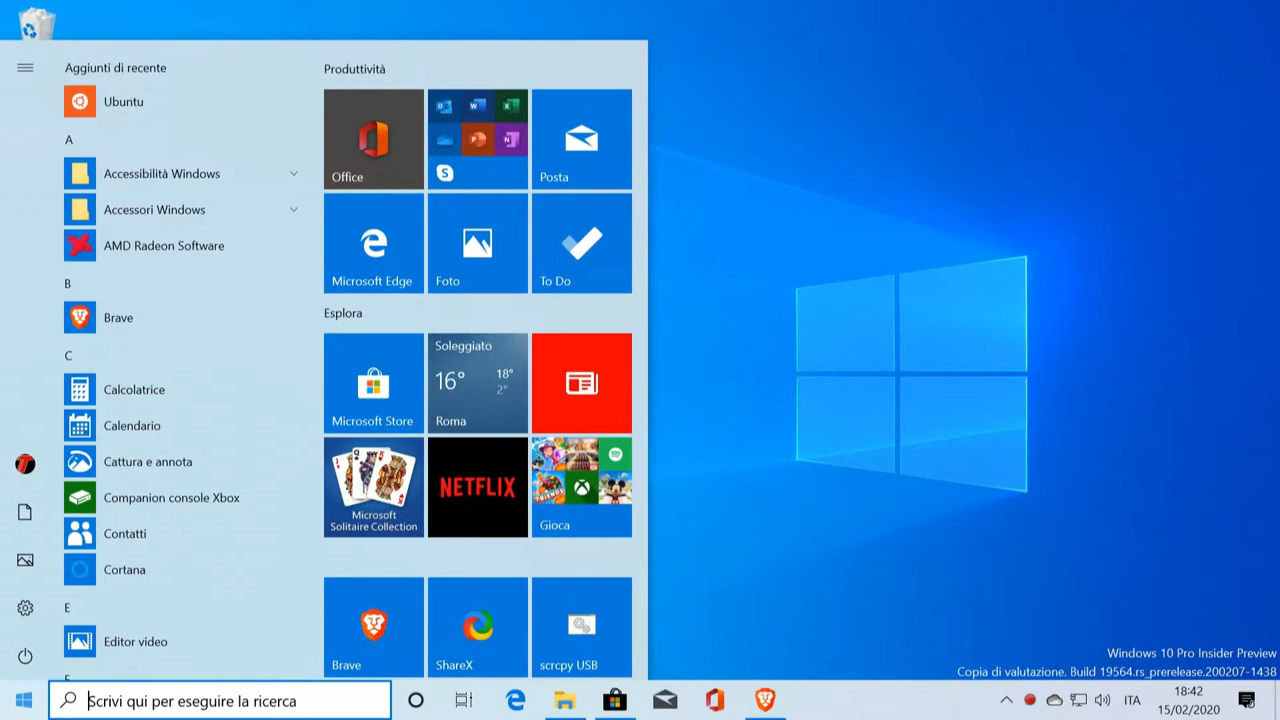 Aggiunti di recente
Ubuntu
A
Accessibilità Windows
Accessori Windows
AMD Radeon Software
B
Brave
C
Calcolatrice
Calendario
Cattura e annota
Companion console Xbox
Contatti
Cortana
E
Editor video
Produttività
Office
Posta
Microsoft Edge
Foto
To Do
Esplora
Microsoft Store
Soleggiato
16°
18°
2°
Roma
Microsoft
Solitaire Collection
NETFLIX
Gioca
Brave
ShareX
scrcpy USB
Windows 10 Pro Insider Preview
Copia di valutazione. Build 19564.rs_prerelease.200207-1438
Scrivi qui per eseguire la ricerca
ITA
18:42
15/02/2020